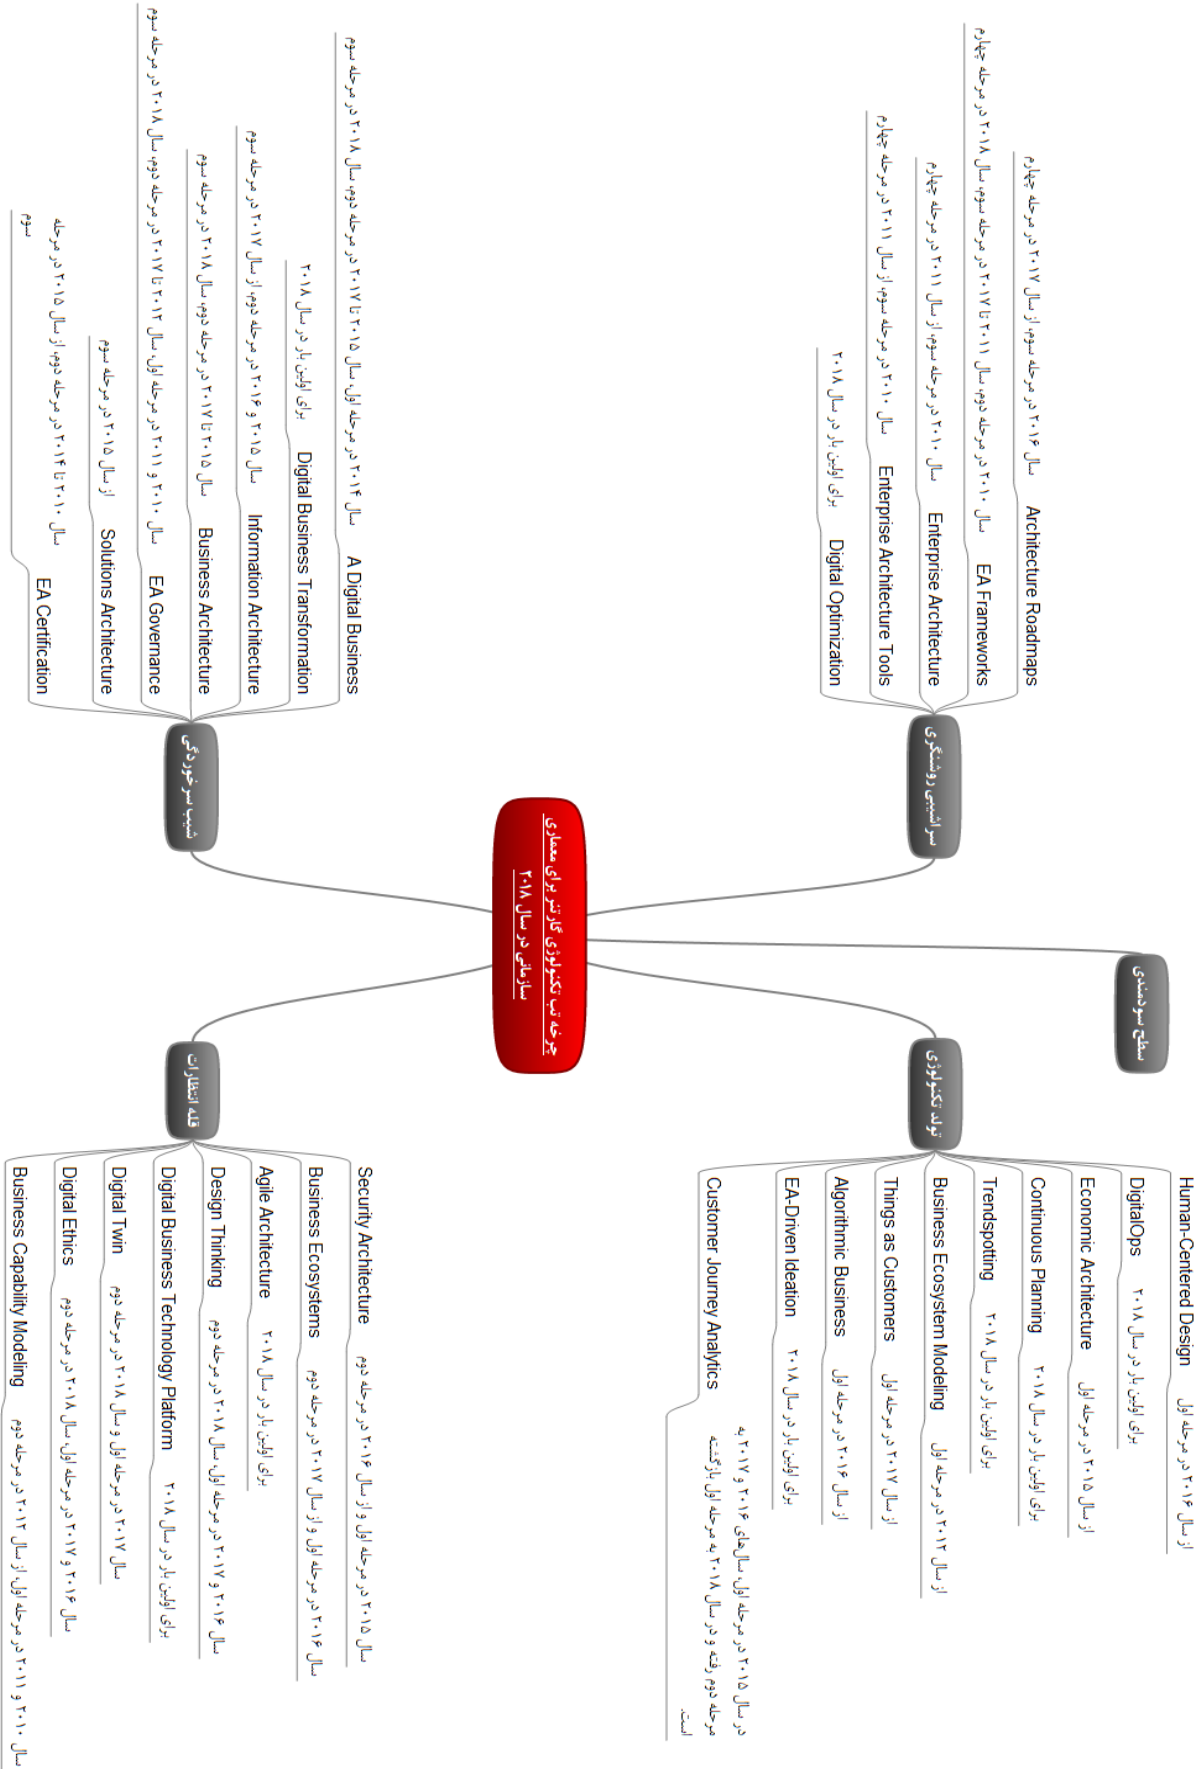 چرخه تب تکنولوژی گارتنر برای معماری
سازمانی در سال ۲۰۱۸
سطح سودمندی
تولد تکنولوژی
Human-Centered Design
از سال ۲۰۱۶ در مرحله اول
DigitalOps
برای اولین بار در سال ۲۰۱۸
Economic Architecture
از سال ۲۰۱۵ در مرحله اول
Continuous Planning
برای اولین بار در سال ۲۰۱۸
Trendspotting
برای اولین بار در سال ۲۰۱۸
Business Ecosystem Modeling
از سال ۲۰۱۲ در مرحله اول
Things as Customers
از سال ۲۰۱۷ در مرحله اول
Algorithmic Business
از سال ۲۰۱۶ در مرحله اول
EA-Driven Ideation
برای اولین بار در سال ۲۰۱۸
Customer Journey Analytics
در سال ۲۰۱۵ در مرحله اول، سال‌های ۲۰۱۶ و ۲۰۱۷ به
مرحله دوم رفته و در سال ۲۰۱۸ به مرحله اول بازگشته
است.
قله انتظارات
Security Architecture
سال ۲۰۱۵ در مرحله اول و از سال ۲۰۱۶ در مرحله دوم
Business Ecosystems
سال ۲۰۱۶ در مرحله اول و از سال ۲۰۱۷ در مرحله دوم
Agile Architecture
برای اولین بار در سال ۲۰۱۸
Design Thinking
سال ۲۰۱۶ و ۲۰۱۷ در مرحله اول، سال ۲۰۱۸ در مرحله دوم
Digital Business Technology Platform
برای اولین بار در سال ۲۰۱۸
Digital Twin
سال ۲۰۱۷ در مرحله اول و سال ۲۰۱۸ در مرحله دوم
Digital Ethics
سال ۲۰۱۶ و ۲۰۱۷ در مرحله اول، سال ۲۰۱۸ در مرحله دوم
Business Capability Modeling
سال ۲۰۱۰ و ۲۰۱۱ در مرحله اول، از سال ۲۰۱۲ در مرحله دوم
سراشیبی روشنگری
Architecture Roadmaps
سال ۲۰۱۶ در مرحله سوم، از سال ۲۰۱۷ در مرحله چهارم
EA Frameworks
سال ۲۰۱۰ در مرحله دوم، سال ۲۰۱۱ تا ۲۰۱۷ در مرحله سوم، سال ۲۰۱۸ در مرحله چهارم
Enterprise Architecture
سال ۲۰۱۰ در مرحله سوم، از سال ۲۰۱۱ در مرحله چهارم
Enterprise Architecture Tools
سال ۲۰۱۰ در مرحله سوم، از سال ۲۰۱۱ در مرحله چهارم
Digital Optimization
برای اولین بار در سال ۲۰۱۸
شیب سرخوردگی
A Digital Business
سال ۲۰۱۴ در مرحله اول، سال ۲۰۱۵ تا ۲۰۱۷ در مرحله دوم، سال ۲۰۱۸ در مرحله سوم
Digital Business Transformation
برای اولین بار در سال ۲۰۱۸
Information Architecture
سال ۲۰۱۵ و ۲۰۱۶ در مرحله دوم، از سال ۲۰۱۷ در مرحله سوم
Business Architecture
سال ۲۰۱۵ تا ۲۰۱۷ در مرحله دوم، سال ۲۰۱۸ در مرحله سوم
EA Governance
سال ۲۰۱۰ و ۲۰۱۱ در مرحله اول، سال ۲۰۱۲ تا ۲۰۱۷ در مرحله دوم، سال ۲۰۱۸ در مرحله سوم
Solutions Architecture
از سال ۲۰۱۵ در مرحله سوم
EA Certification
سال ۲۰۱۰ تا ۲۰۱۴ در مرحله دوم، از سال ۲۰۱۵ در مرحله
سوم